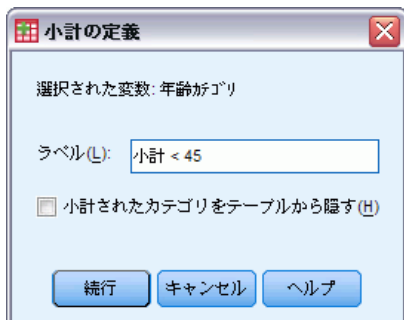 小計の定義
選択された変数: 年齢ｶﾃｺﾞﾘ
ラベル(L): 小計 < 45
小計されたカテゴリをテーブルから隠す(H)
続行 キャンセル ヘルプ